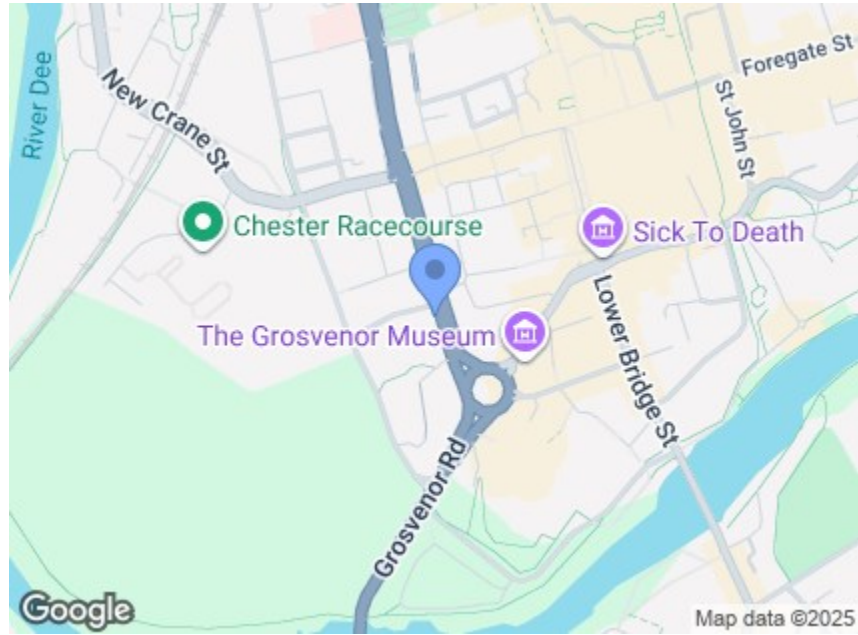 River Dee
New Crane St
Foregate St
St John St
Chester Racecourse
Sick To Death
The Grosvenor Museum
Lower Bridge St
Grosvenor Rd
Google
Map data ©2025